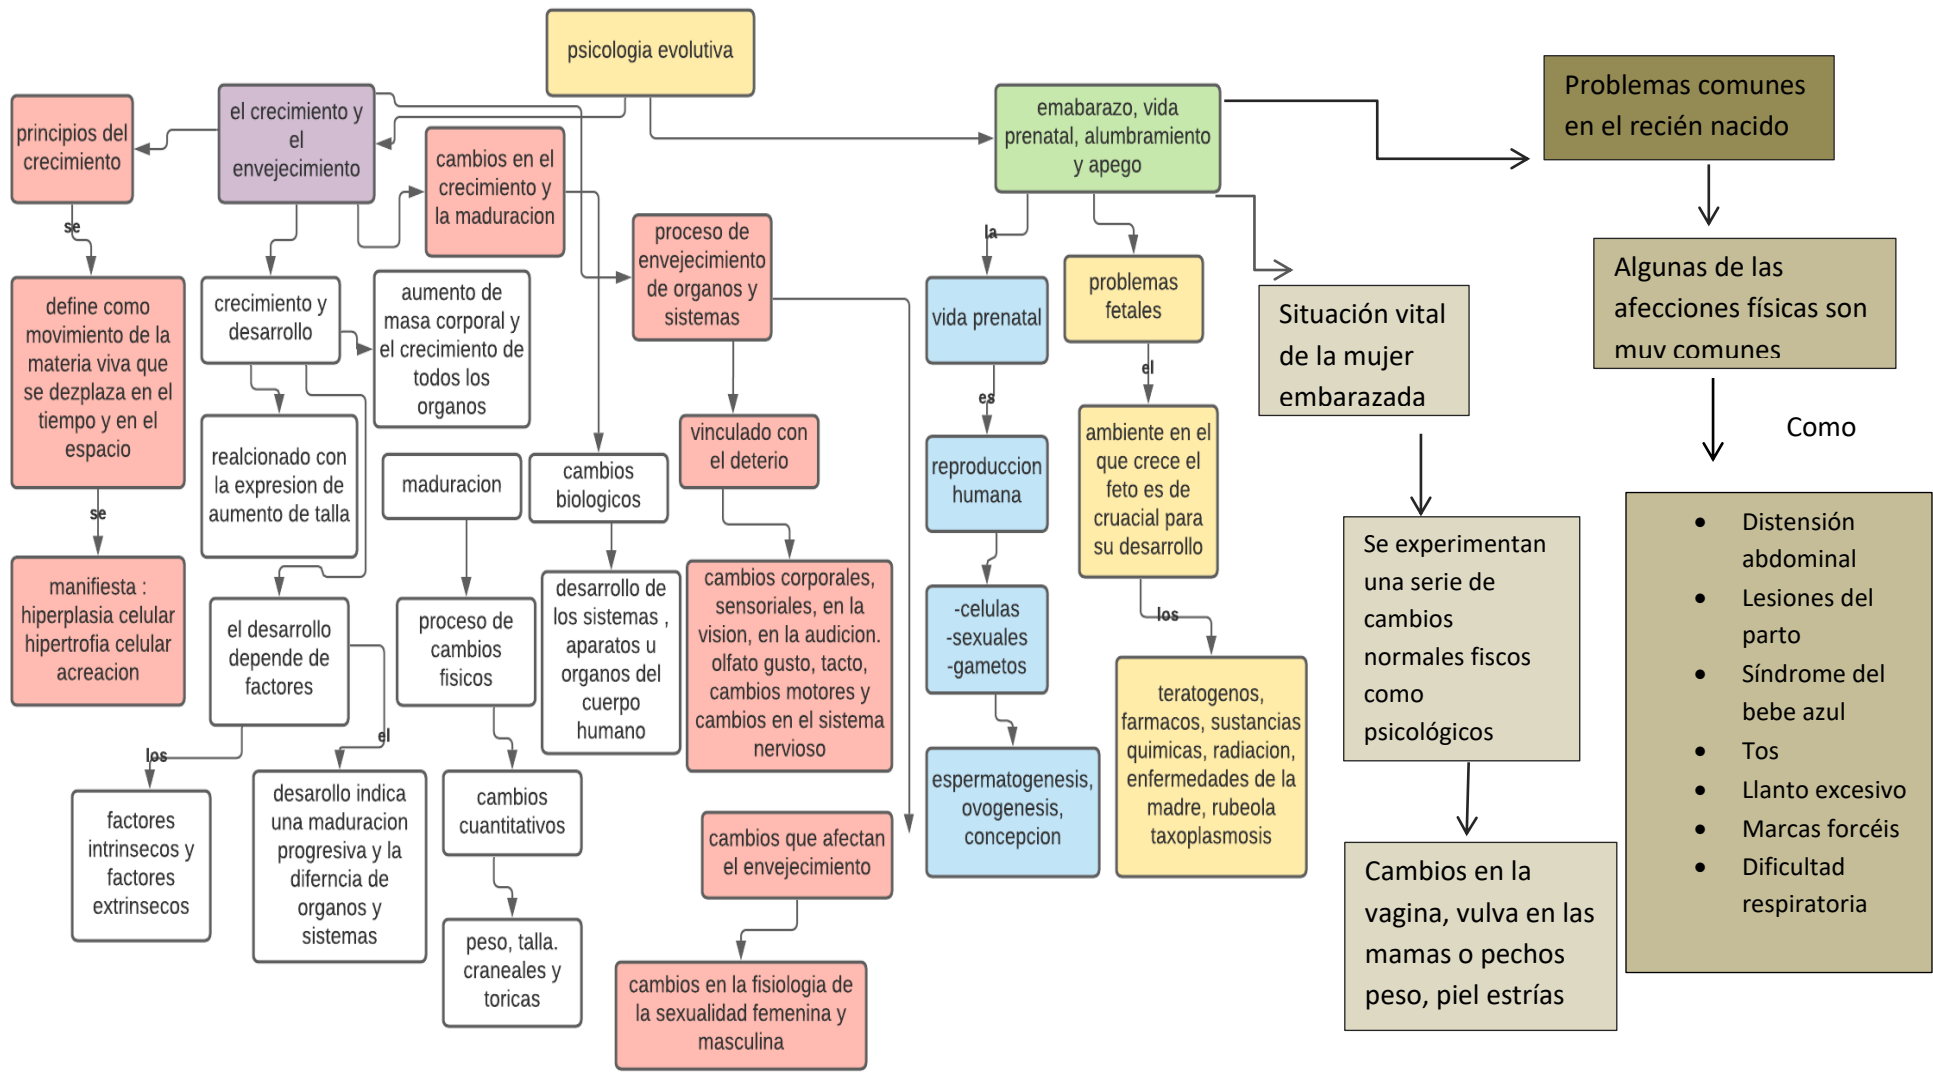 psicologia evolutiva
principios del
crecimiento
se
define como
movimiento de la
materia viva que
se dezplaza en el
tiempo y en el
espacio
se
manifiesta :
hiperplasia celular
hipertrofia celular
acreacion
el crecimiento y
el
envejecimiento
crecimiento y
desarrollo
aumento de
masa corporal y
el crecimiento de
todos los
organos
realcionado con
la expresion de
aumento de talla
el desarrollo
depende de
factores
los
factores
intrinsecos y
factores
extrinsecos
el
desarollo indica
una maduracion
progresiva y la
diferncia de
organos y
sistemas
cambios en el
crecimiento y
la maduracion
maduracion
proceso de
cambios
fisicos
cambios
cuantitativos
peso, talla.
craneales y
toricas
cambios
biologicos
desarrollo de
los sistemas ,
aparatos u
organos del
cuerpo
humano
proceso de
envejecimiento
de organos y
sistemas
vinculado con
el deterio
cambios corporales,
sensoriales, en la
vision, en la audicion.
olfato gusto, tacto,
cambios motores y
cambios en el sistema
nervioso
cambios que afectan
el envejecimiento
cambios en la fisiologia de
la sexualidad femenina y
masculina
emabarazo, vida
prenatal, alumbramiento
y apego
la
vida prenatal
es
reproduccion
humana
-celulas
-sexuales
-gametos
espermatogenesis,
ovogenesis,
concepcion
problemas
fetales
el
ambiente en el
que crece el
feto es de
cruacial para
su desarrollo
los
teratogenos,
farmacos, sustancias
quimicas, radiacion,
enfermedades de la
madre, rubeola
taxoplasmosis
Situación vital
de la mujer
embarazada
Se experimentan
una serie de
cambios
normales fiscos
como
psicológicos
Cambios en la
vagina, vulva en las
mamas o pechos
peso, piel estrías
Problemas comunes
en el recién nacido
Algunas de las
afecciones físicas son
muy comunes
Como
• Distensión
abdominal
• Lesiones del
parto
• Síndrome del
bebe azul
• Tos
• Llanto excesivo
• Marcas forcéis
• Dificultad
respiratoria